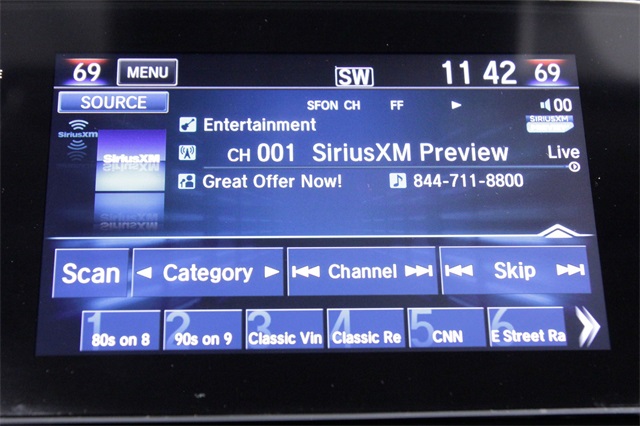 69 MENU SW 11 42 69
SOURCE SFON CH FF 00
SiriusXM Entertainment SIRIUSXM
SiriusXM CH 001 SiriusXM Preview Live
Great Offer Now! 844-711-8800
Scan Category Channel Skip
1 2 3 4 5 6
80s on 8 90s on 9 Classic Vin Classic Re CNN E Street Ra